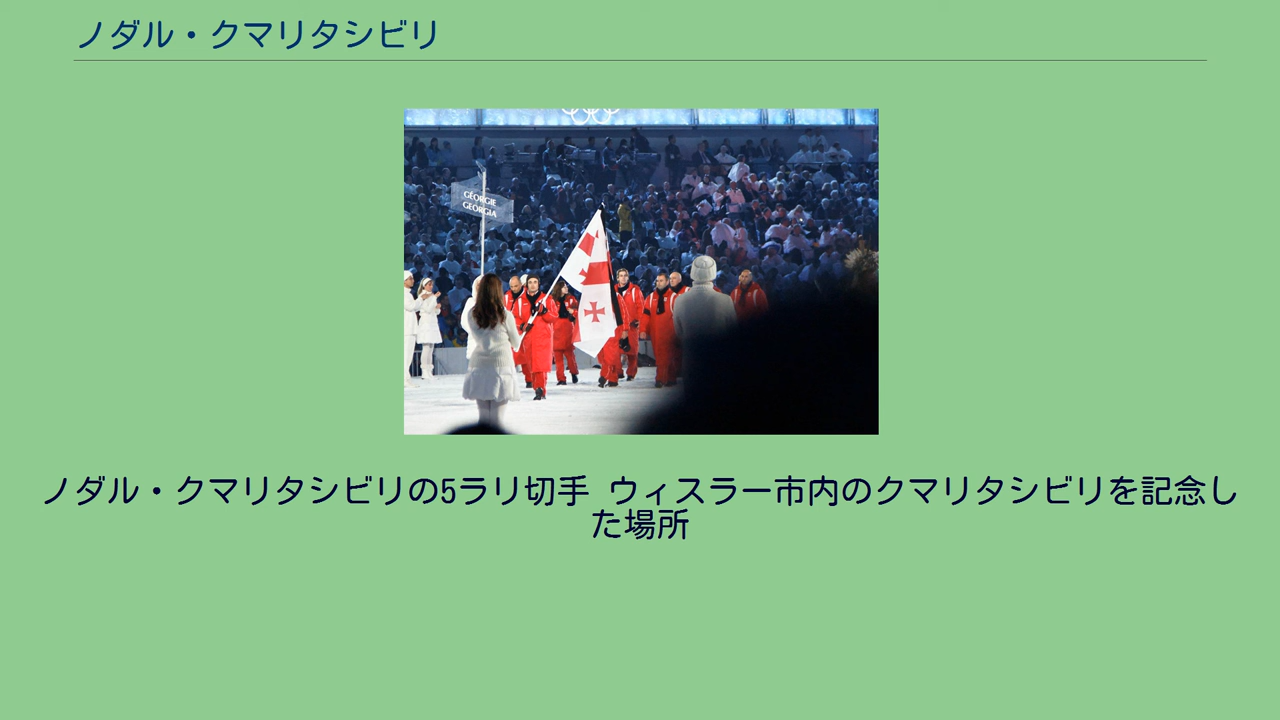 ノダル・クマリタシビリ
GÉORGIE
GEORGIA
ノダル・クマリタシビリの5ラリ切手 ウィスラー市内のクマリタシビリを記念し
た場所